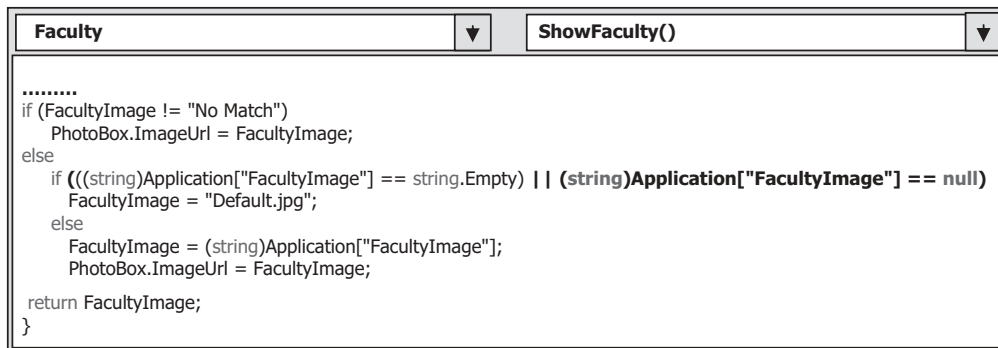 Faculty ShowFaculty()
………
if (FacultyImage != "No Match")
PhotoBox.ImageUrl = FacultyImage;
else
if (((string)Application["FacultyImage"] == string.Empty) || (string)Application["FacultyImage"] == null)
FacultyImage = "Default.jpg";
else
FacultyImage = (string)Application["FacultyImage"];
PhotoBox.ImageUrl = FacultyImage;
return FacultyImage;
}